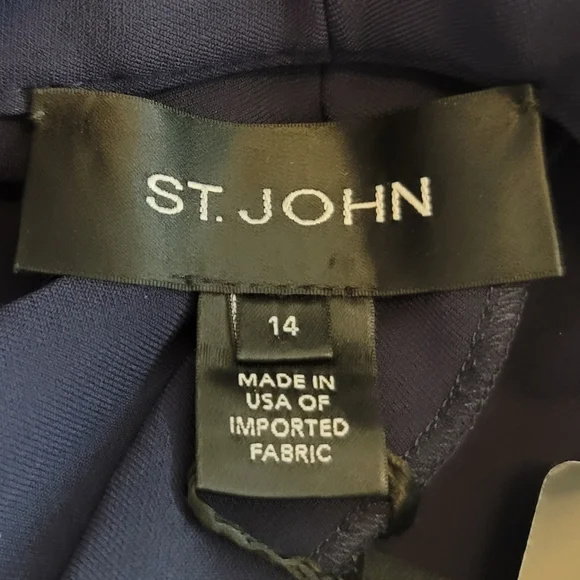 ST. JOHN
14
MADE IN
USA OF
IMPORTED
FABRIC